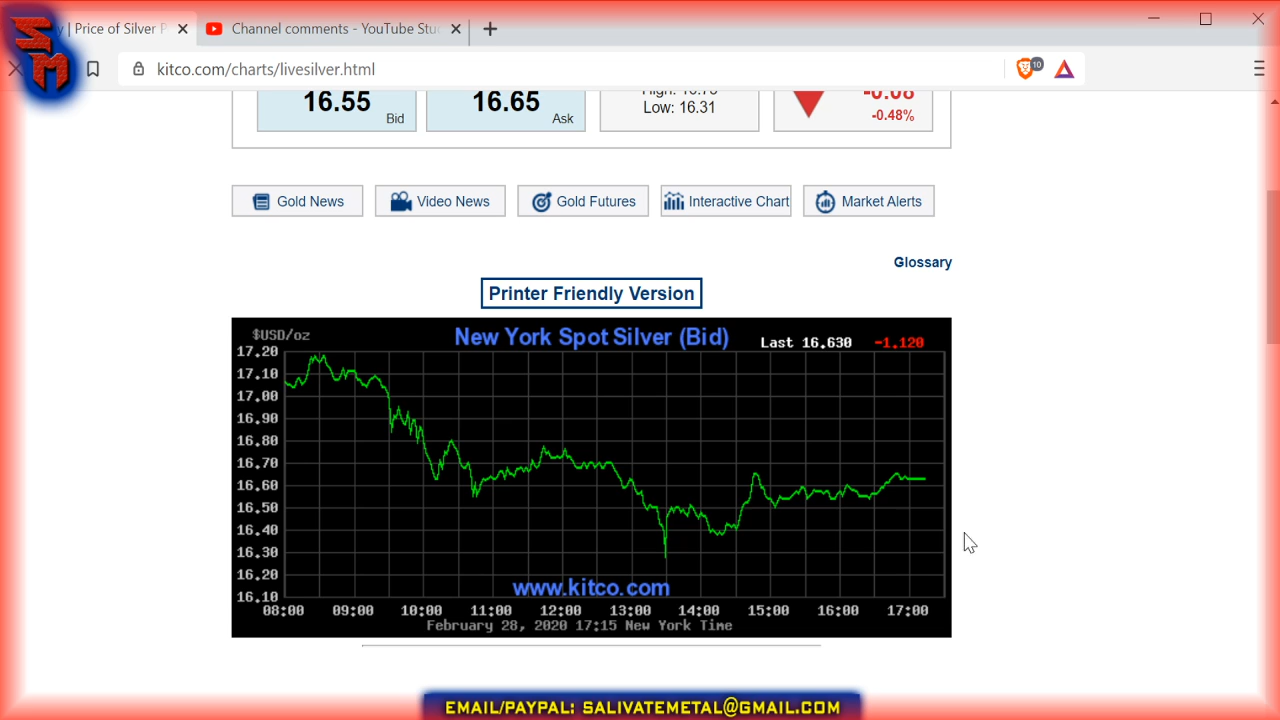 SM
y | Price of Silver P
Channel comments - YouTube Stu
kitco.com/charts/livesilver.html
10
16.55
Bid
16.65
Ask
Low: 16.31
-0.08
-0.48%
Gold News
Video News
Gold Futures
Interactive Chart
Market Alerts
Glossary
Printer Friendly Version
$USD/oz
New York Spot Silver (Bid)
Last 16.630 -1.120
17.20
17.10
17.00
16.90
16.80
16.70
16.60
16.50
16.40
16.30
16.20
16.10
www.kitco.com
08:00 09:00 10:00 11:00 12:00 13:00 14:00 15:00 16:00 17:00
February 28, 2020 17:15 New York Time
EMAIL/PAYPAL: SALIVATEMETAL@GMAIL.COM